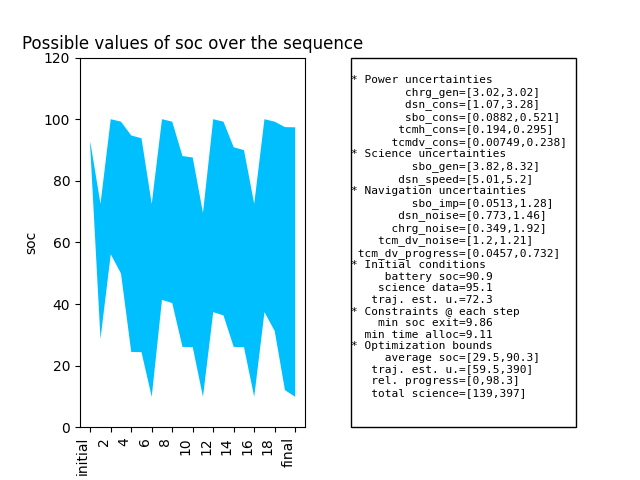 Possible values of soc over the sequence
120
100
80
60
40
20
0
soc
initial
2
4
6
8
10
12
14
16
18
final
* Power uncertainties
chrg_gen=[3.02,3.02]
dsn_cons=[1.07,3.28]
sbo_cons=[0.0882,0.521]
tcmh_cons=[0.194,0.295]
tcmdv_cons=[0.00749,0.238]
* Science uncertainties
sbo_gen=[3.82,8.32]
dsn_speed=[5.01,5.2]
* Navigation uncertainties
sbo_imp=[0.0513,1.28]
dsn_noise=[0.773,1.46]
chrg_noise=[0.349,1.92]
tcm_dv_noise=[1.2,1.21]
tcm_dv_progress=[0.0457,0.732]
* Initial conditions
battery soc=90.9
science data=95.1
traj. est. u.=72.3
* Constraints @ each step
min soc exit=9.86
min time alloc=9.11
* Optimization bounds
average soc=[29.5,90.3]
traj. est. u.=[59.5,390]
rel. progress=[0,98.3]
total science=[139,397]